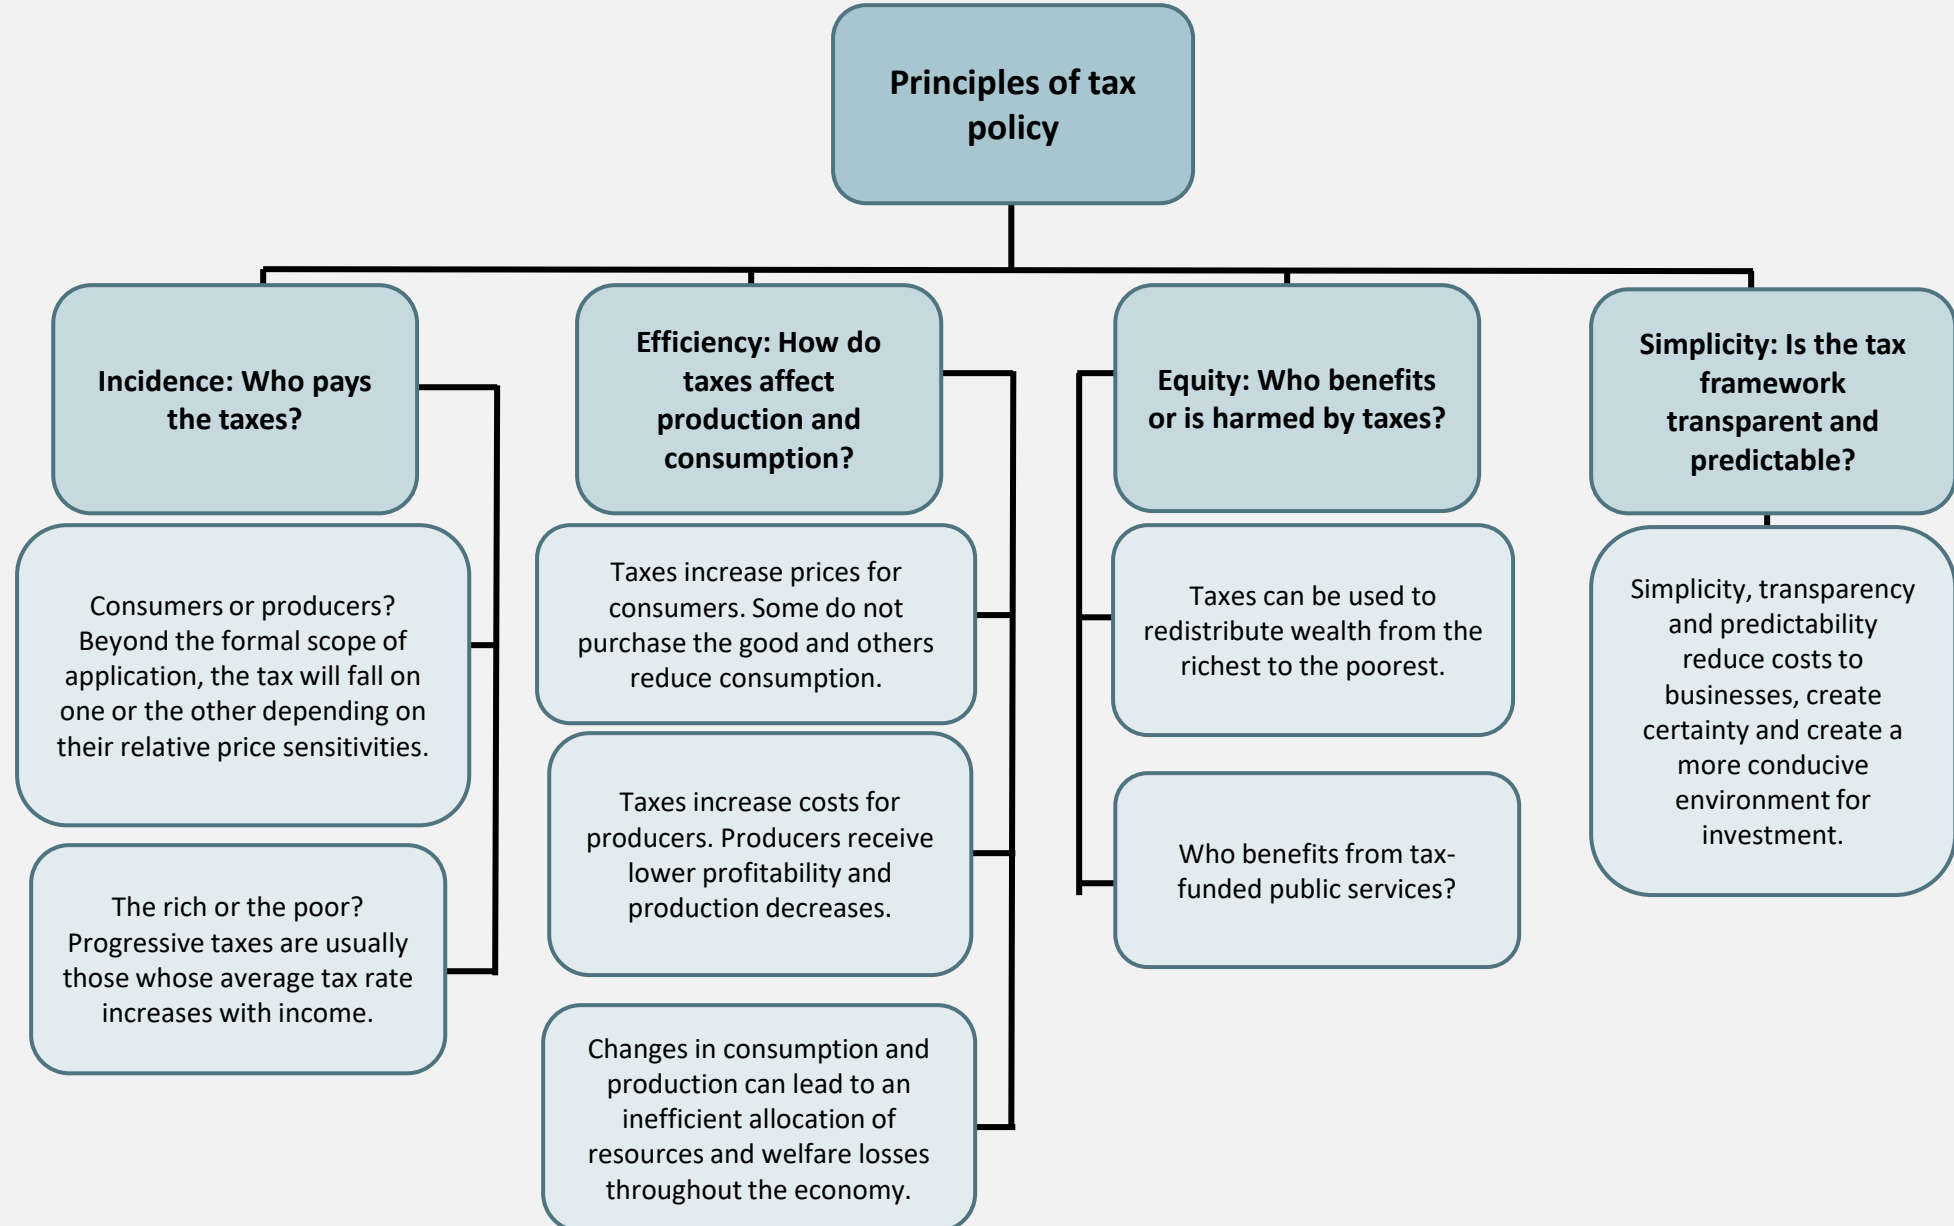 Principles of tax
policy
Incidence: Who pays
the taxes?
Consumers or producers?
Beyond the formal scope of
application, the tax will fall on
one or the other depending on
their relative price sensitivities.
The rich or the poor?
Progressive taxes are usually
those whose average tax rate
increases with income.
Efficiency: How do
taxes affect
production and
consumption?
Taxes increase prices for
consumers. Some do not
purchase the good and others
reduce consumption.
Taxes increase costs for
producers. Producers receive
lower profitability and
production decreases.
Changes in consumption and
production can lead to an
inefficient allocation of
resources and welfare losses
throughout the economy.
Equity: Who benefits
or is harmed by taxes?
Taxes can be used to
redistribute wealth from the
richest to the poorest.
Who benefits from tax-
funded public services?
Simplicity: Is the tax
framework
transparent and
predictable?
Simplicity, transparency
and predictability
reduce costs to
businesses, create
certainty and create a
more conducive
environment for
investment.